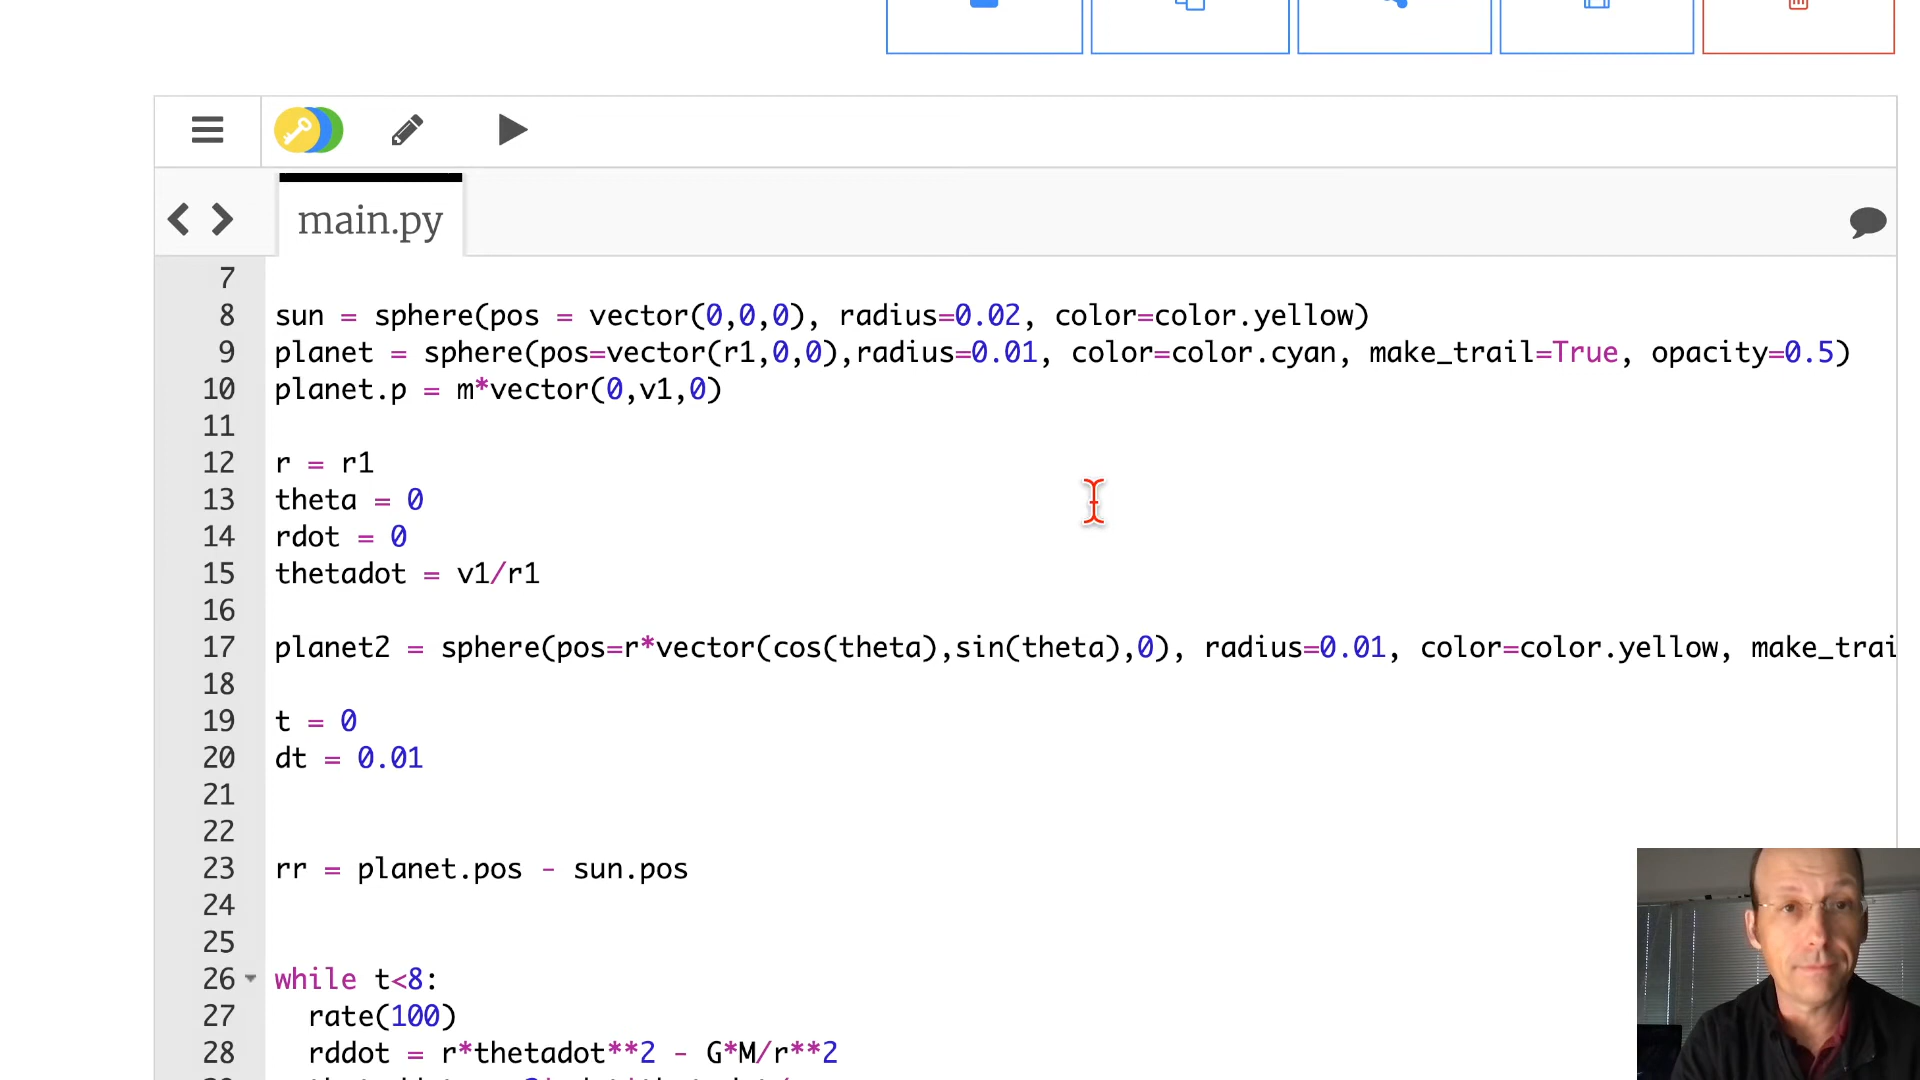 main.py
7
8 sun = sphere(pos = vector(0,0,0), radius=0.02, color=color.yellow)
9 planet = sphere(pos=vector(r1,0,0),radius=0.01, color=color.cyan, make_trail=True, opacity=0.5)
10 planet.p = m*vector(0,v1,0)
11
12 r = r1
13 theta = 0
14 rdot = 0
15 thetadot = v1/r1
16
17 planet2 = sphere(pos=r*vector(cos(theta),sin(theta),0), radius=0.01, color=color.yellow, make_trai
18
19 t = 0
20 dt = 0.01
21
22
23 rr = planet.pos - sun.pos
24
25
26 while t<8:
27 rate(100)
28 rddot = r*thetadot**2 - G*M/r**2